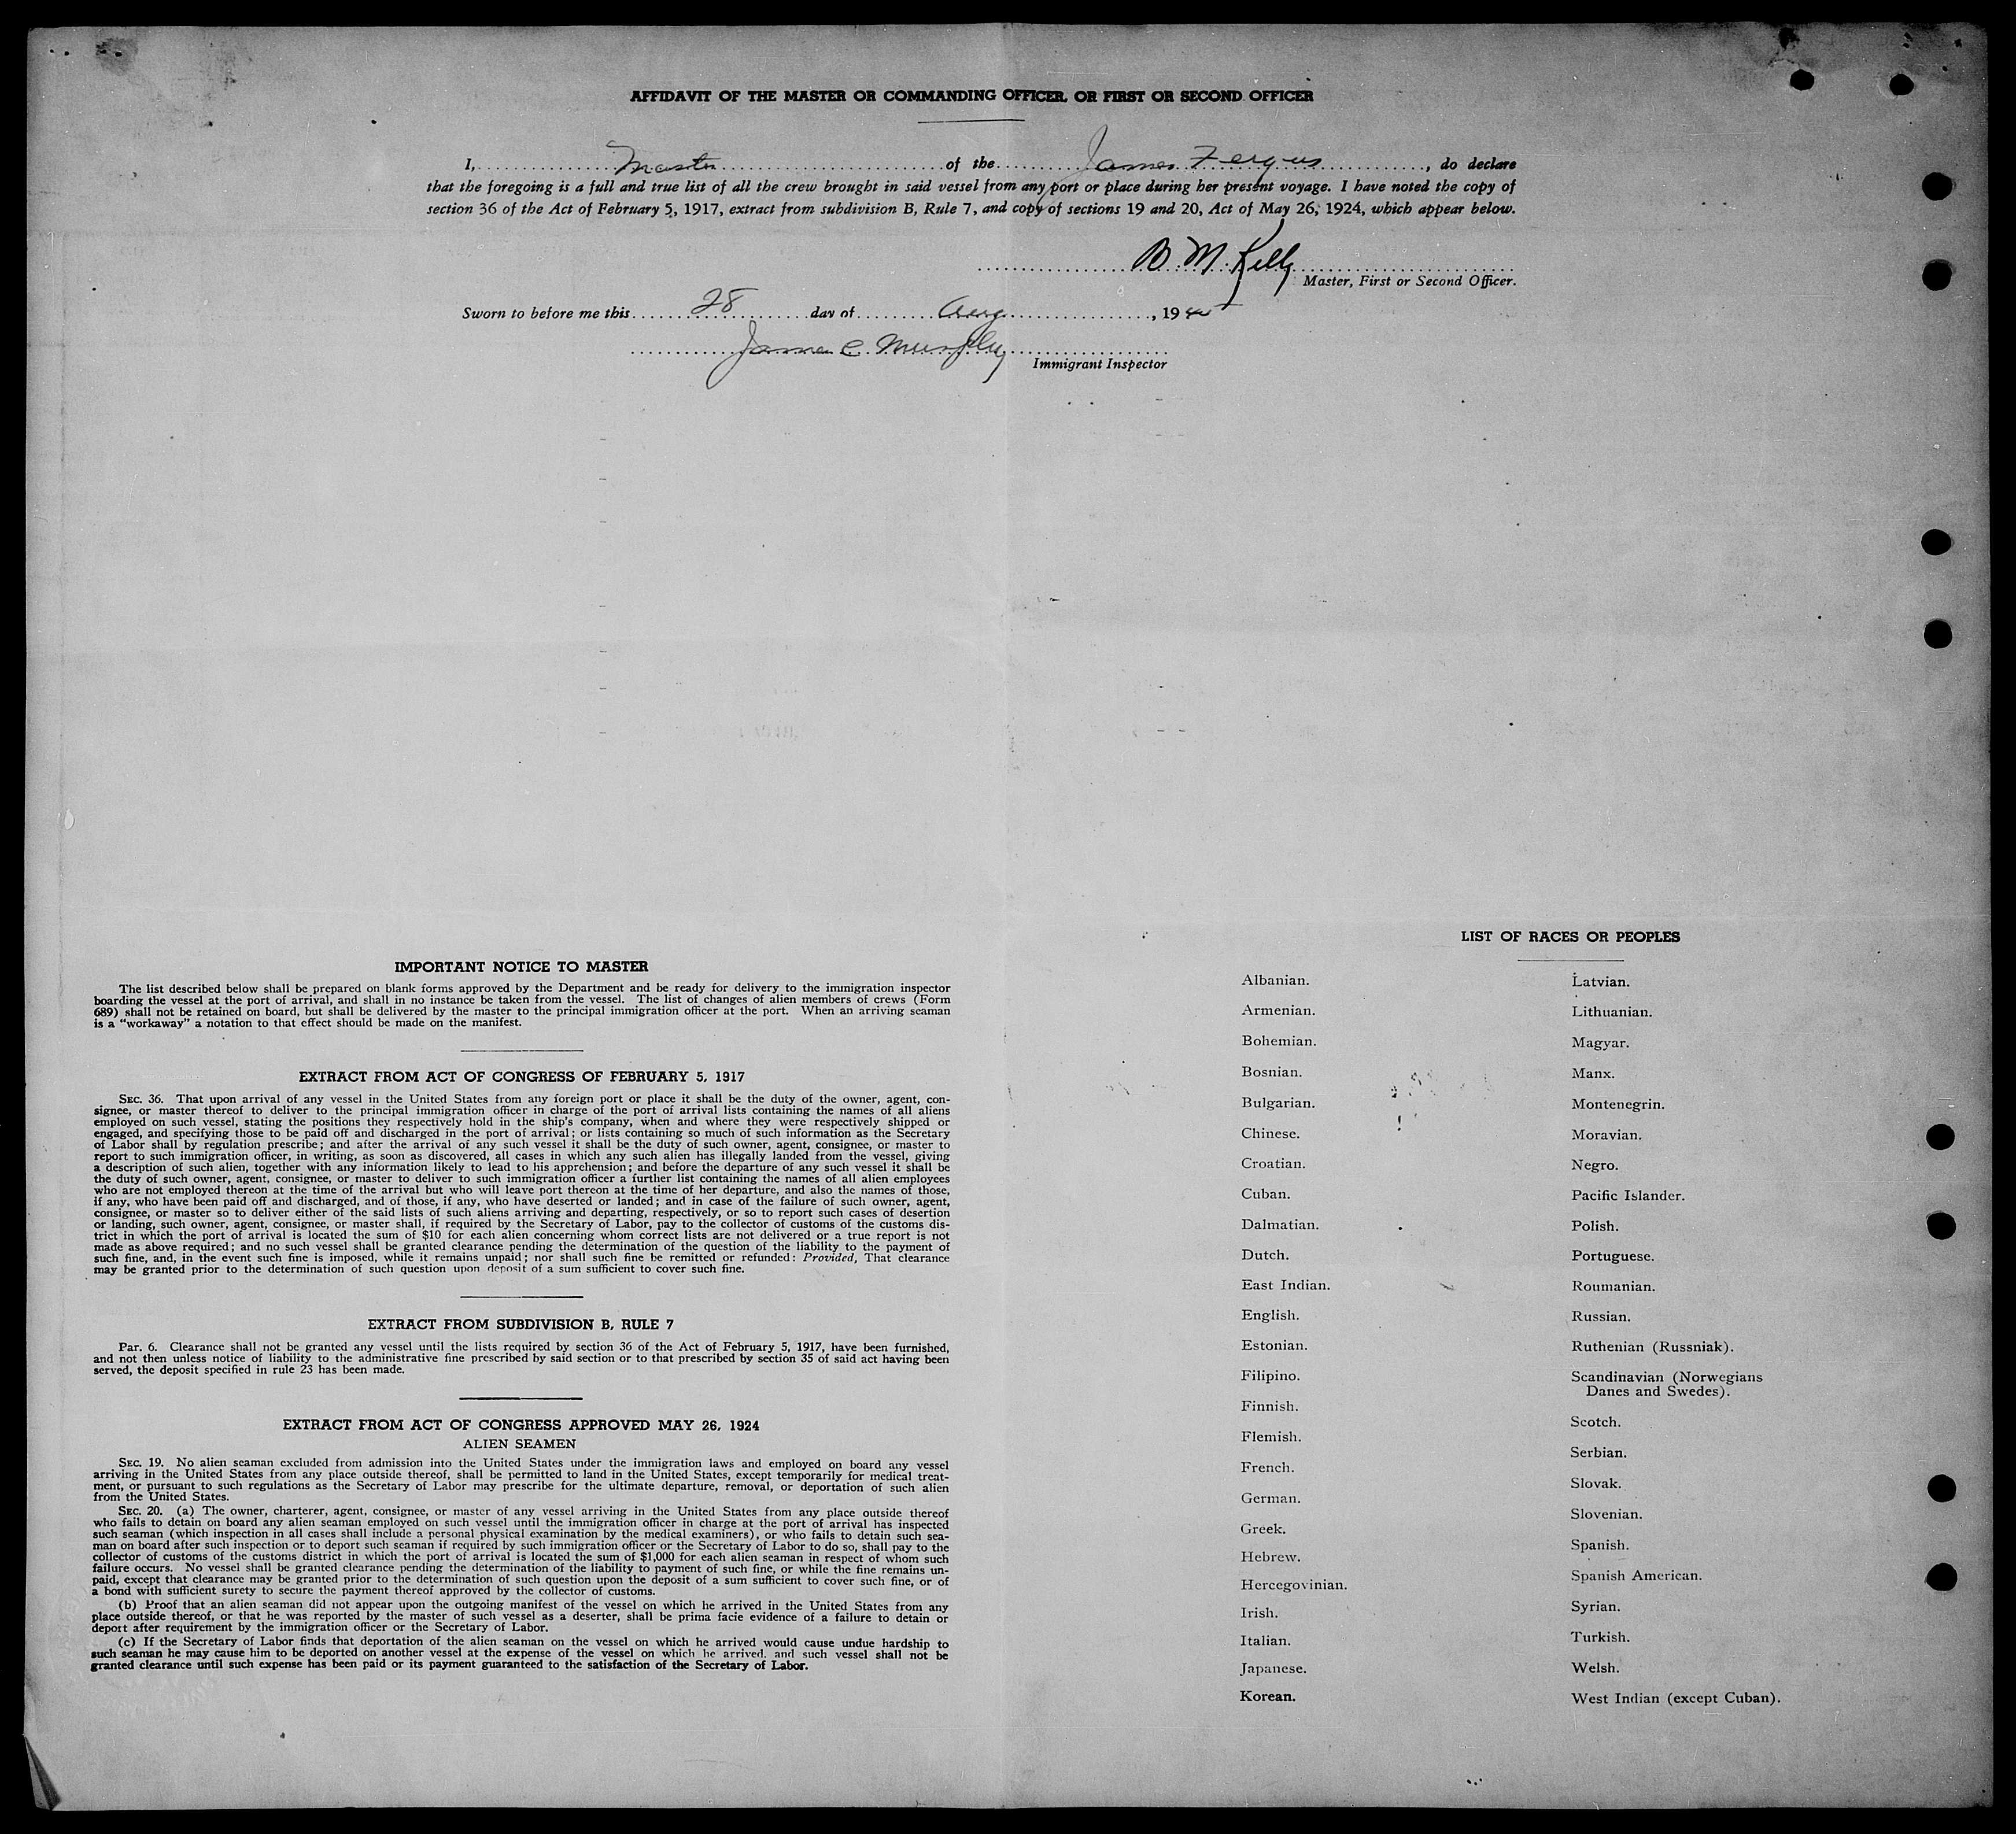 AFFIDAVIT OF THE MASTER OR COMMANDING OFFICER, OR FIRST OR SECOND OFFICER
I, Master of the James Fergus, do declare
that the foregoing is a full and true list of all the crew brought in said vessel from any port or place during her present voyage. I have noted the copy of
section 36 of the Act of February 5, 1917, extract from subdivision B, Rule 7, and copy of sections 19 and 20, Act of May 26, 1924, which appear below.
B. M. Kelly
Master, First or Second Officer.
Sworn to before me this 28 day of Aug, 19
James C. Murphy
Immigrant Inspector
IMPORTANT NOTICE TO MASTER
The list described below shall be prepared on blank forms approved by the Department and be ready for delivery to the immigration inspector
boarding the vessel at the port of arrival, and shall in no instance be taken from the vessel. The list of changes of alien members of crews (Form
689) shall not be retained on board, but shall be delivered by the master to the principal immigration officer at the port. When an arriving seaman
is a "workaway" a notation to that effect should be made on the manifest.
EXTRACT FROM ACT OF CONGRESS OF FEBRUARY 5, 1917
SEC. 36. That upon arrival of any vessel in the United States from any foreign port or place it shall be the duty of the owner, agent, con-
signee, or master thereof to deliver to the principal immigration officer in charge of the port of arrival lists containing the names of all aliens
employed on such vessel, stating the positions they respectively hold in the ship's company, when and where they were respectively shipped or
engaged, and specifying those to be paid off and discharged in the port of arrival; or lists containing so much of such information as the Secretary
of Labor shall by regulation prescribe; and after the arrival of any such vessel it shall be the duty of such owner, agent, consignee, or master to
report to such immigration officer, in writing, as soon as discovered, all cases in which any such alien has illegally landed from the vessel, giving
a description of such alien, together with any information likely to lead to his apprehension; and before the departure of any such vessel it shall be
the duty of such owner, agent, consignee, or master to deliver to such immigration officer a further list containing the names of all alien employees
who are not employed thereon at the time of the arrival but who will leave port thereon at the time of her departure, and also the names of those,
if any, who have been paid off and discharged, and of those, if any, who have deserted or landed; and in case of the failure of such owner, agent,
consignee, or master so to deliver either of the said lists of such aliens arriving and departing, respectively, or so to report such cases of desertion
or landing, such owner, agent, consignee, or master shall, if required by the Secretary of Labor, pay to the collector of customs of the customs dis-
trict in which the port of arrival is located the sum of $10 for each alien concerning whom correct lists are not delivered or a true report is not
made as above required; and no such vessel shall be granted clearance pending the determination of the question of the liability to the payment of
such fine, and, in the event such fine is imposed, while it remains unpaid; nor shall such fine be remitted or refunded: Provided, That clearance
may be granted prior to the determination of such question upon deposit of a sum sufficient to cover such fine.
EXTRACT FROM SUBDIVISION B, RULE 7
Par. 6. Clearance shall not be granted any vessel until the lists required by section 36 of the Act of February 5, 1917, have been furnished,
and not then unless notice of liability to the administrative fine prescribed by said section or to that prescribed by section 35 of said act having been
served, the deposit specified in rule 23 has been made.
EXTRACT FROM ACT OF CONGRESS APPROVED MAY 26, 1924
ALIEN SEAMEN
SEC. 19. No alien seaman excluded from admission into the United States under the immigration laws and employed on board any vessel
arriving in the United States from any place outside thereof, shall be permitted to land in the United States, except temporarily for medical treat-
ment, or pursuant to such regulations as the Secretary of Labor may prescribe for the ultimate departure, removal, or deportation of such alien
from the United States.
SEC. 20. (a) The owner, charterer, agent, consignee, or master of any vessel arriving in the United States from any place outside thereof
who fails to detain on board any alien seaman employed on such vessel until the immigration officer in charge at the port of arrival has inspected
such seaman (which inspection in all cases shall include a personal physical examination by the medical examiners), or who fails to detain such sea-
man on board after such inspection or to deport such seaman if required by such immigration officer or the Secretary of Labor to do so, shall pay to the
collector of customs of the customs district in which the port of arrival is located the sum of $1,000 for each alien seaman in respect of whom such
failure occurs. No vessel shall be granted clearance pending the determination of the liability to payment of such fine, or while the fine remains un-
paid, except that clearance may be granted prior to the determination of such question upon the deposit of a sum sufficient to cover such fine, or of
a bond with sufficient surety to secure the payment thereof approved by the collector of customs.
(b) Proof that an alien seaman did not appear upon the outgoing manifest of the vessel on which he arrived in the United States from any
place outside thereof, or that he was reported by the master of such vessel as a deserter, shall be prima facie evidence of a failure to detain or
deport after requirement by the immigration officer or the Secretary of Labor.
(c) If the Secretary of Labor finds that deportation of the alien seaman on the vessel on which he arrived would cause undue hardship to
such seaman he may cause him to be deported on another vessel at the expense of the vessel on which he arrived, and such vessel shall not be
granted clearance until such expense has been paid or its payment guaranteed to the satisfaction of the Secretary of Labor.
LIST OF RACES OR PEOPLES
Albanian.
Armenian.
Bohemian.
Bosnian.
Bulgarian.
Chinese.
Croatian.
Cuban.
Dalmatian.
Dutch.
East Indian.
English.
Estonian.
Filipino.
Finnish.
Flemish.
French.
German.
Greek.
Hebrew.
Hercegovinian.
Irish.
Italian.
Japanese.
Korean.
Latvian.
Lithuanian.
Magyar.
Manx.
Montenegrin.
Moravian.
Negro.
Pacific Islander.
Polish.
Portuguese.
Roumanian.
Russian.
Ruthenian (Russniak).
Scandinavian (Norwegians
Danes and Swedes).
Scotch.
Serbian.
Slovak.
Slovenian.
Spanish.
Spanish American.
Syrian.
Turkish.
Welsh.
West Indian (except Cuban).